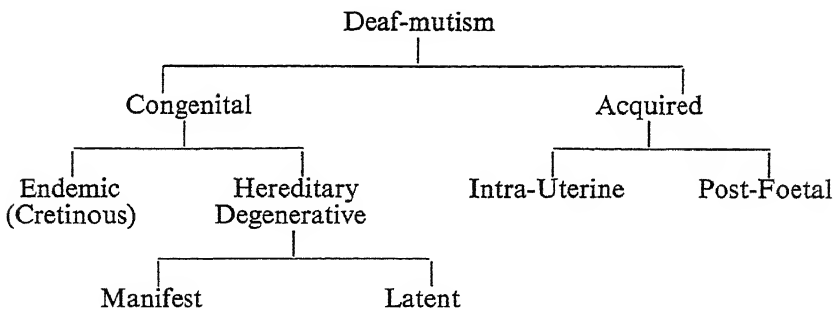 Deaf-mutism
Congenital Acquired
Endemic Hereditary Intra-Uterine Post-Foetal
(Cretinous) Degenerative
Manifest Latent